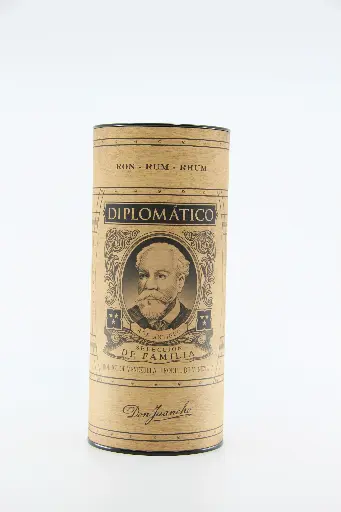 RON - RUM - RHUM
DIPLOMÁTICO
SELECCIÓN
DE FAMILIA
Don Juancho